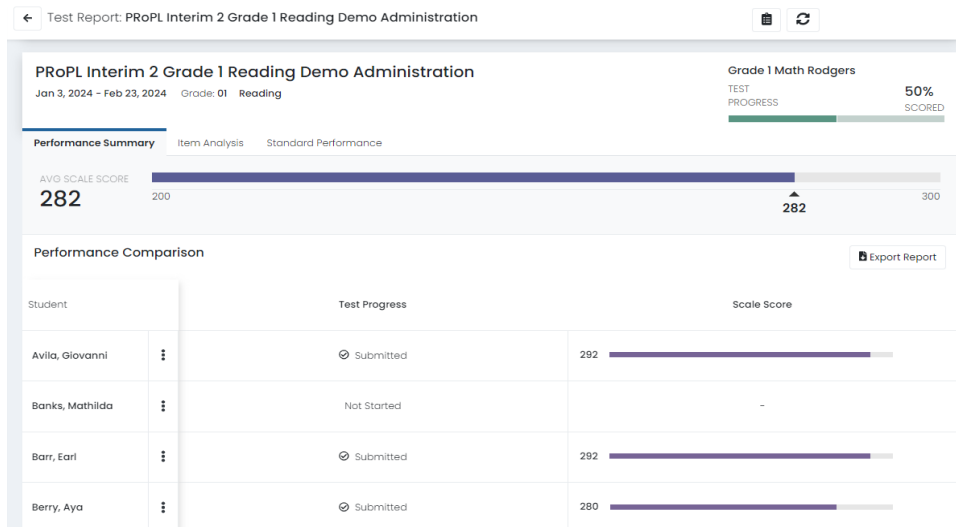 Test Report: PRoPL Interim 2 Grade 1 Reading Demo Administration
PRoPL Interim 2 Grade 1 Reading Demo Administration
Jan 3, 2024 - Feb 23, 2024 Grade: 01 Reading
Grade 1 Math Rodgers
TEST PROGRESS
50% SCORED
Performance Summary Item Analysis Standard Performance
AVG SCALE SCORE
282
200 282 300
Performance Comparison Export Report
Student Test Progress Scale Score
Avila, Giovanni Submitted 292
Banks, Mathilda Not Started -
Barr, Earl Submitted 292
Berry, Aya Submitted 280